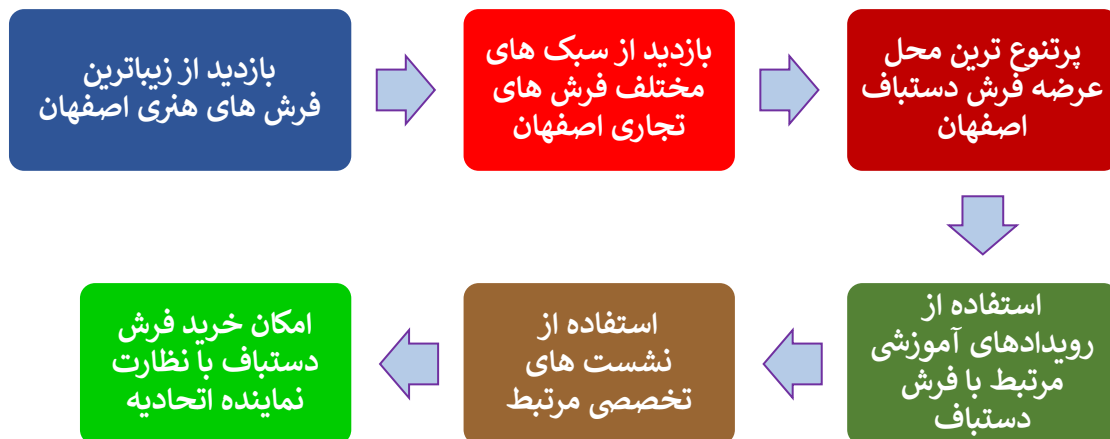 بازدید از زیباترین
فرش های هنری اصفهان
بازدید از سبک های
مختلف فرش های
تجاری اصفهان
پرتنوع ترین محل
عرضه فرش دستباف
اصفهان
استفاده از
رویدادهای آموزشی
مرتبط با فرش
دستباف
استفاده از
نشست های
تخصصی مرتبط
امکان خرید فرش
دستباف با نظارت
نماینده اتحادیه